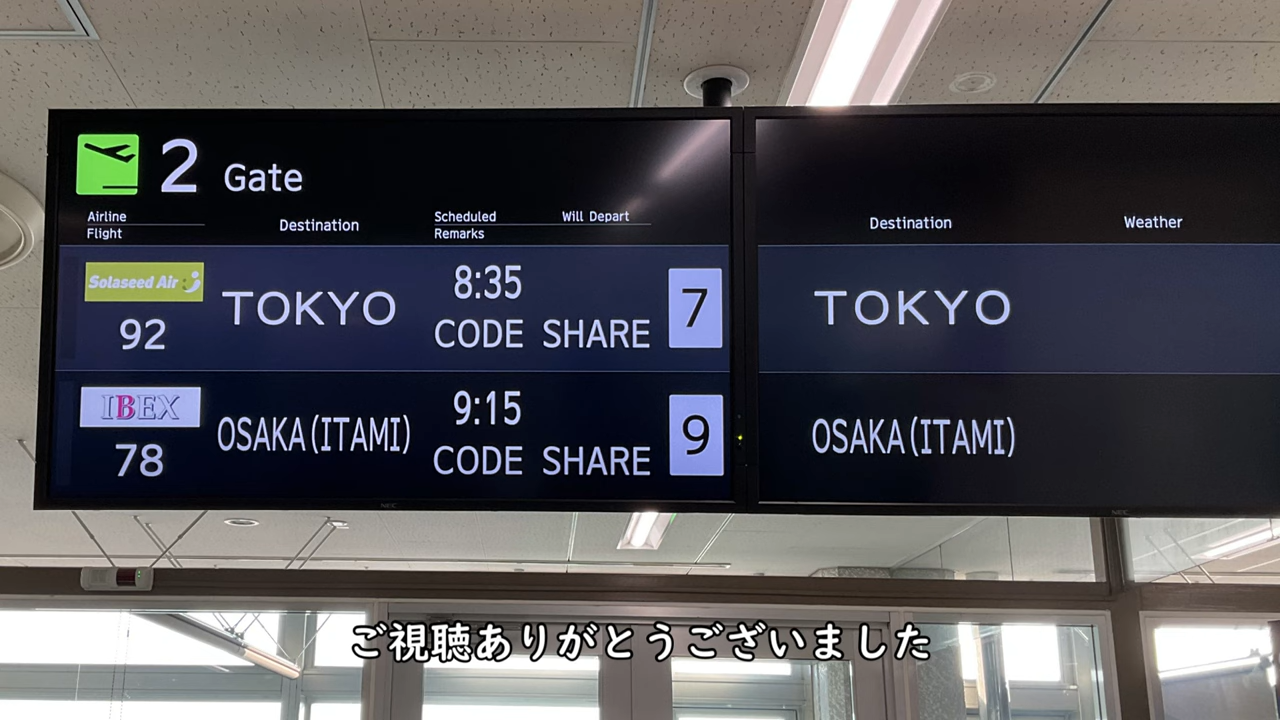 2 Gate
Airline
Flight
Destination
Scheduled
Remarks
Will Depart
Solaseed Air
92
TOKYO
8:35
CODE SHARE
7
IBEX
78
OSAKA(ITAMI)
9:15
CODE SHARE
9
NEC
Destination
Weather
TOKYO
OSAKA(ITAMI)
NEC
ご視聴ありがとうございました